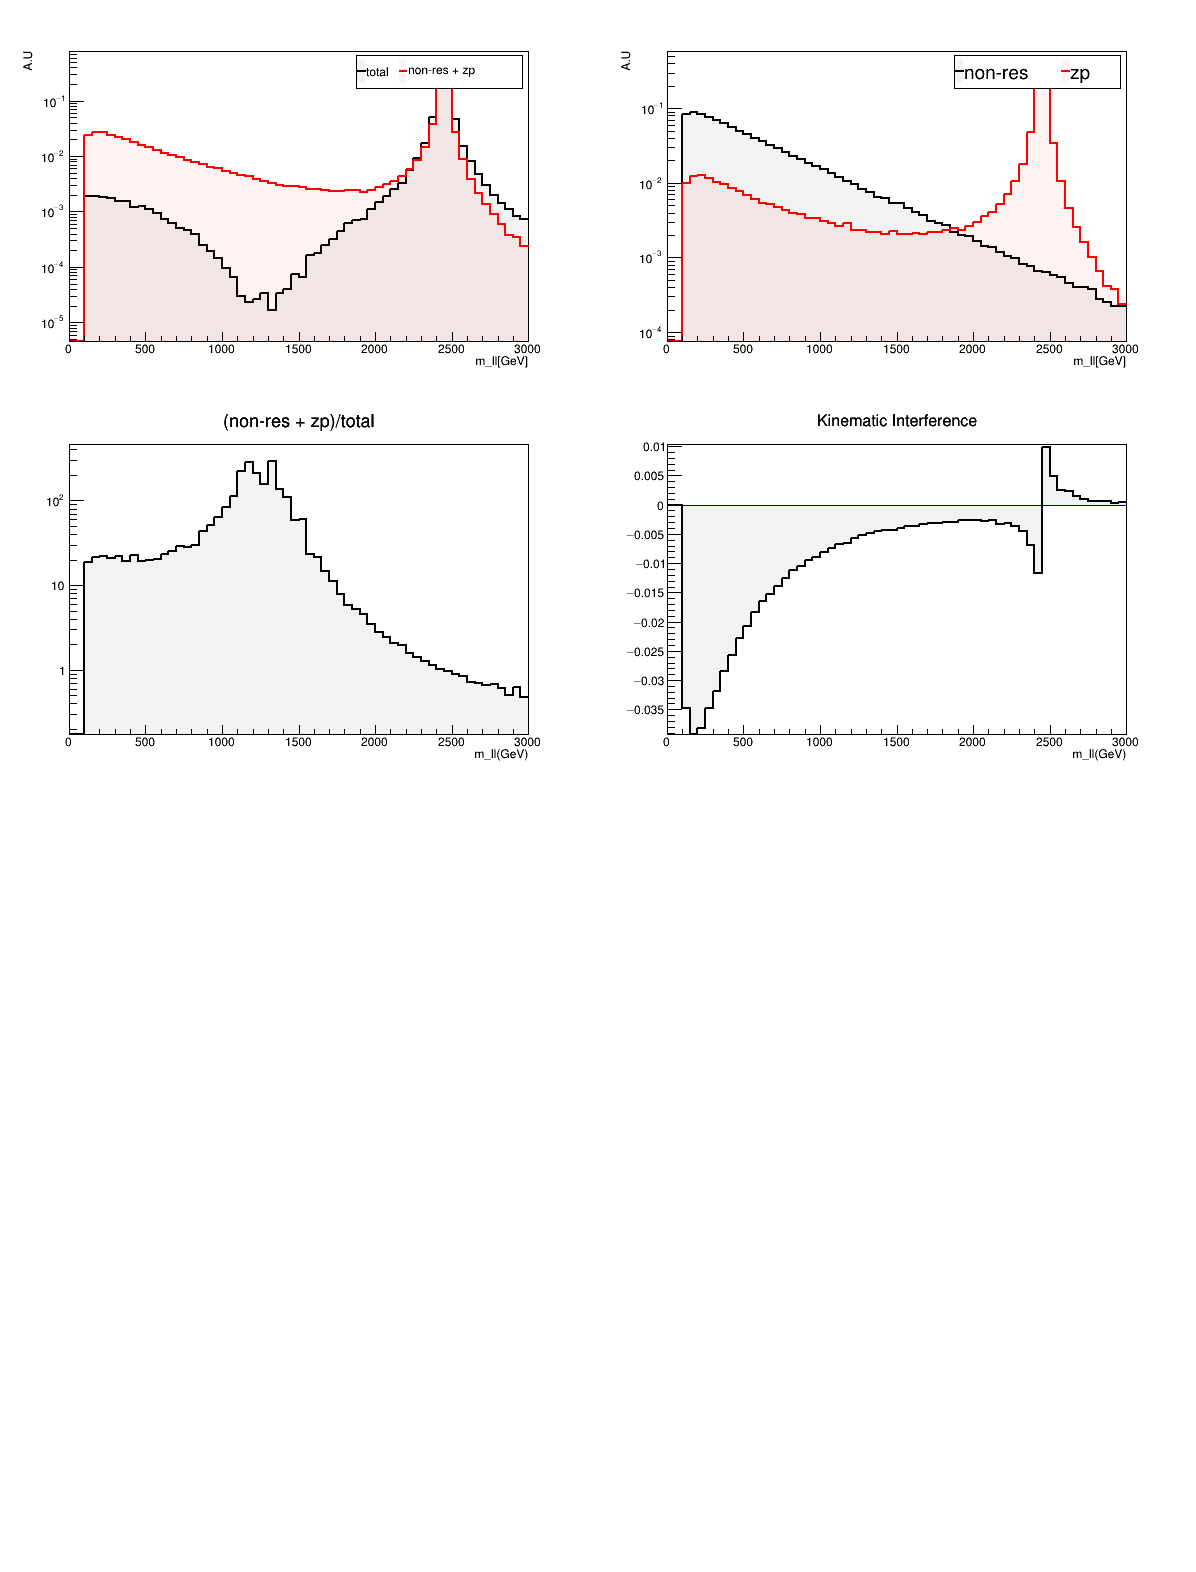 A.U
total non-res + zp
10⁻¹
10⁻²
10⁻³
10⁻⁴
10⁻⁵
0 500 1000 1500 2000 2500 3000
m_ll[GeV]
A.U
non-res zp
10⁻¹
10⁻²
10⁻³
10⁻⁴
0 500 1000 1500 2000 2500 3000
m_ll[GeV]
(non-res + zp)/total
10²
10
1
0 500 1000 1500 2000 2500 3000
m_ll(GeV)
Kinematic Interference
0.01
0.005
0
−0.005
−0.01
−0.015
−0.02
−0.025
−0.03
−0.035
0 500 1000 1500 2000 2500 3000
m_ll(GeV)